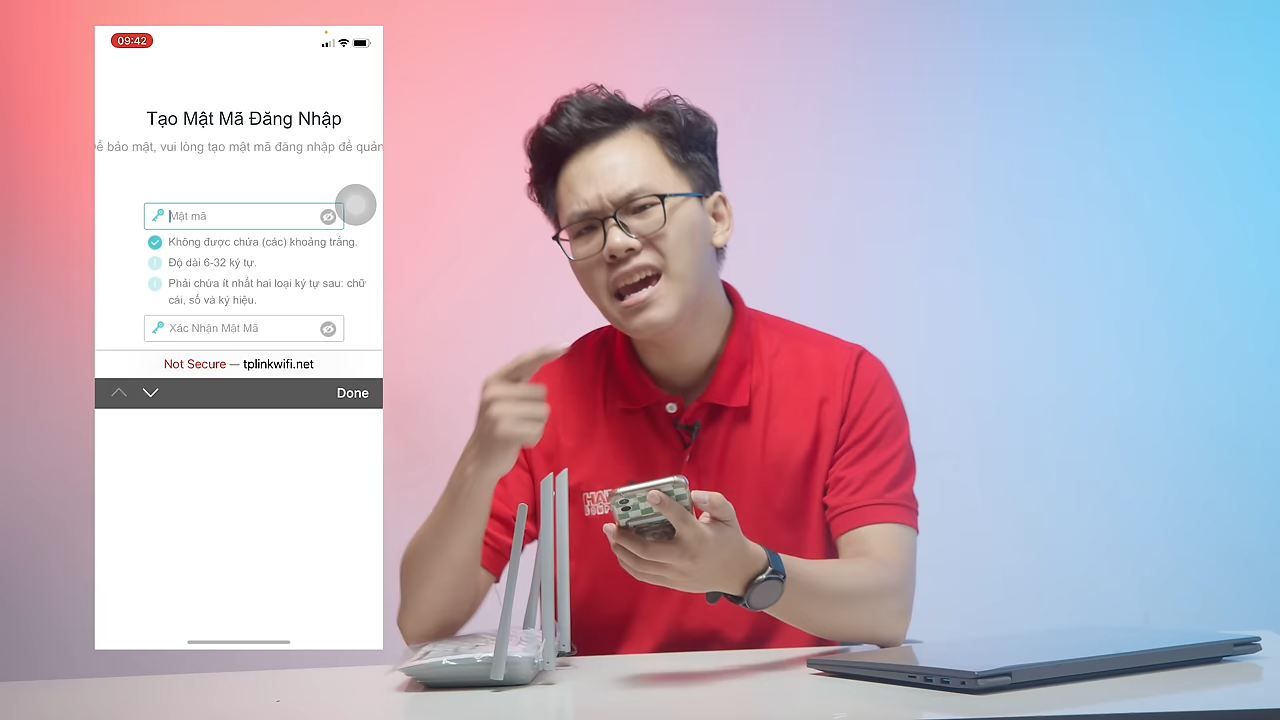 09:42
Tạo Mật Mã Đăng Nhập
bảo mật, vui lòng tạo mật mã đăng nhập để quản
Mật mã
Không được chứa (các) khoảng trắng.
Độ dài 6-32 ký tự.
Phải chứa ít nhất hai loại ký tự sau: chữ
cái, số và ký hiệu.
Xác Nhận Mật Mã
Not Secure — tplinkwifi.net
Done